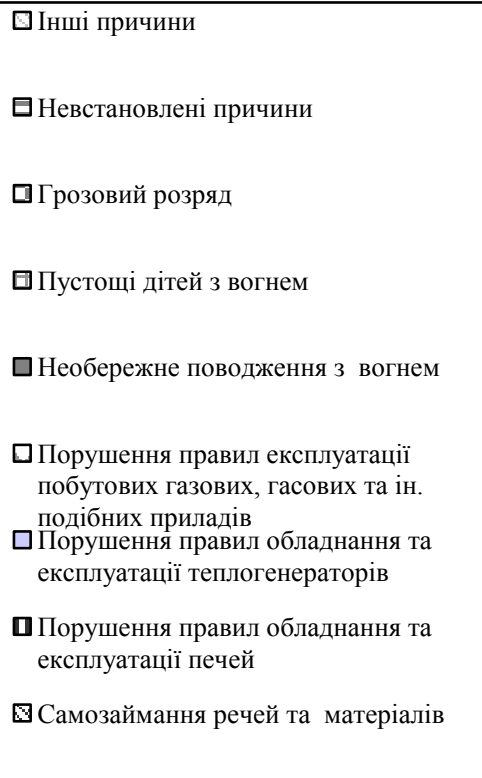 Інші причини
Невстановлені причини
Грозовий розряд
Пустощі дітей з вогнем
Необережне поводження з вогнем
Порушення правил експлуатації
побутових газових, гасових та ін.
подібних приладів
Порушення правил обладнання та
експлуатації теплогенераторів
Порушення правил обладнання та
експлуатації печей
Самозаймання речей та матеріалів